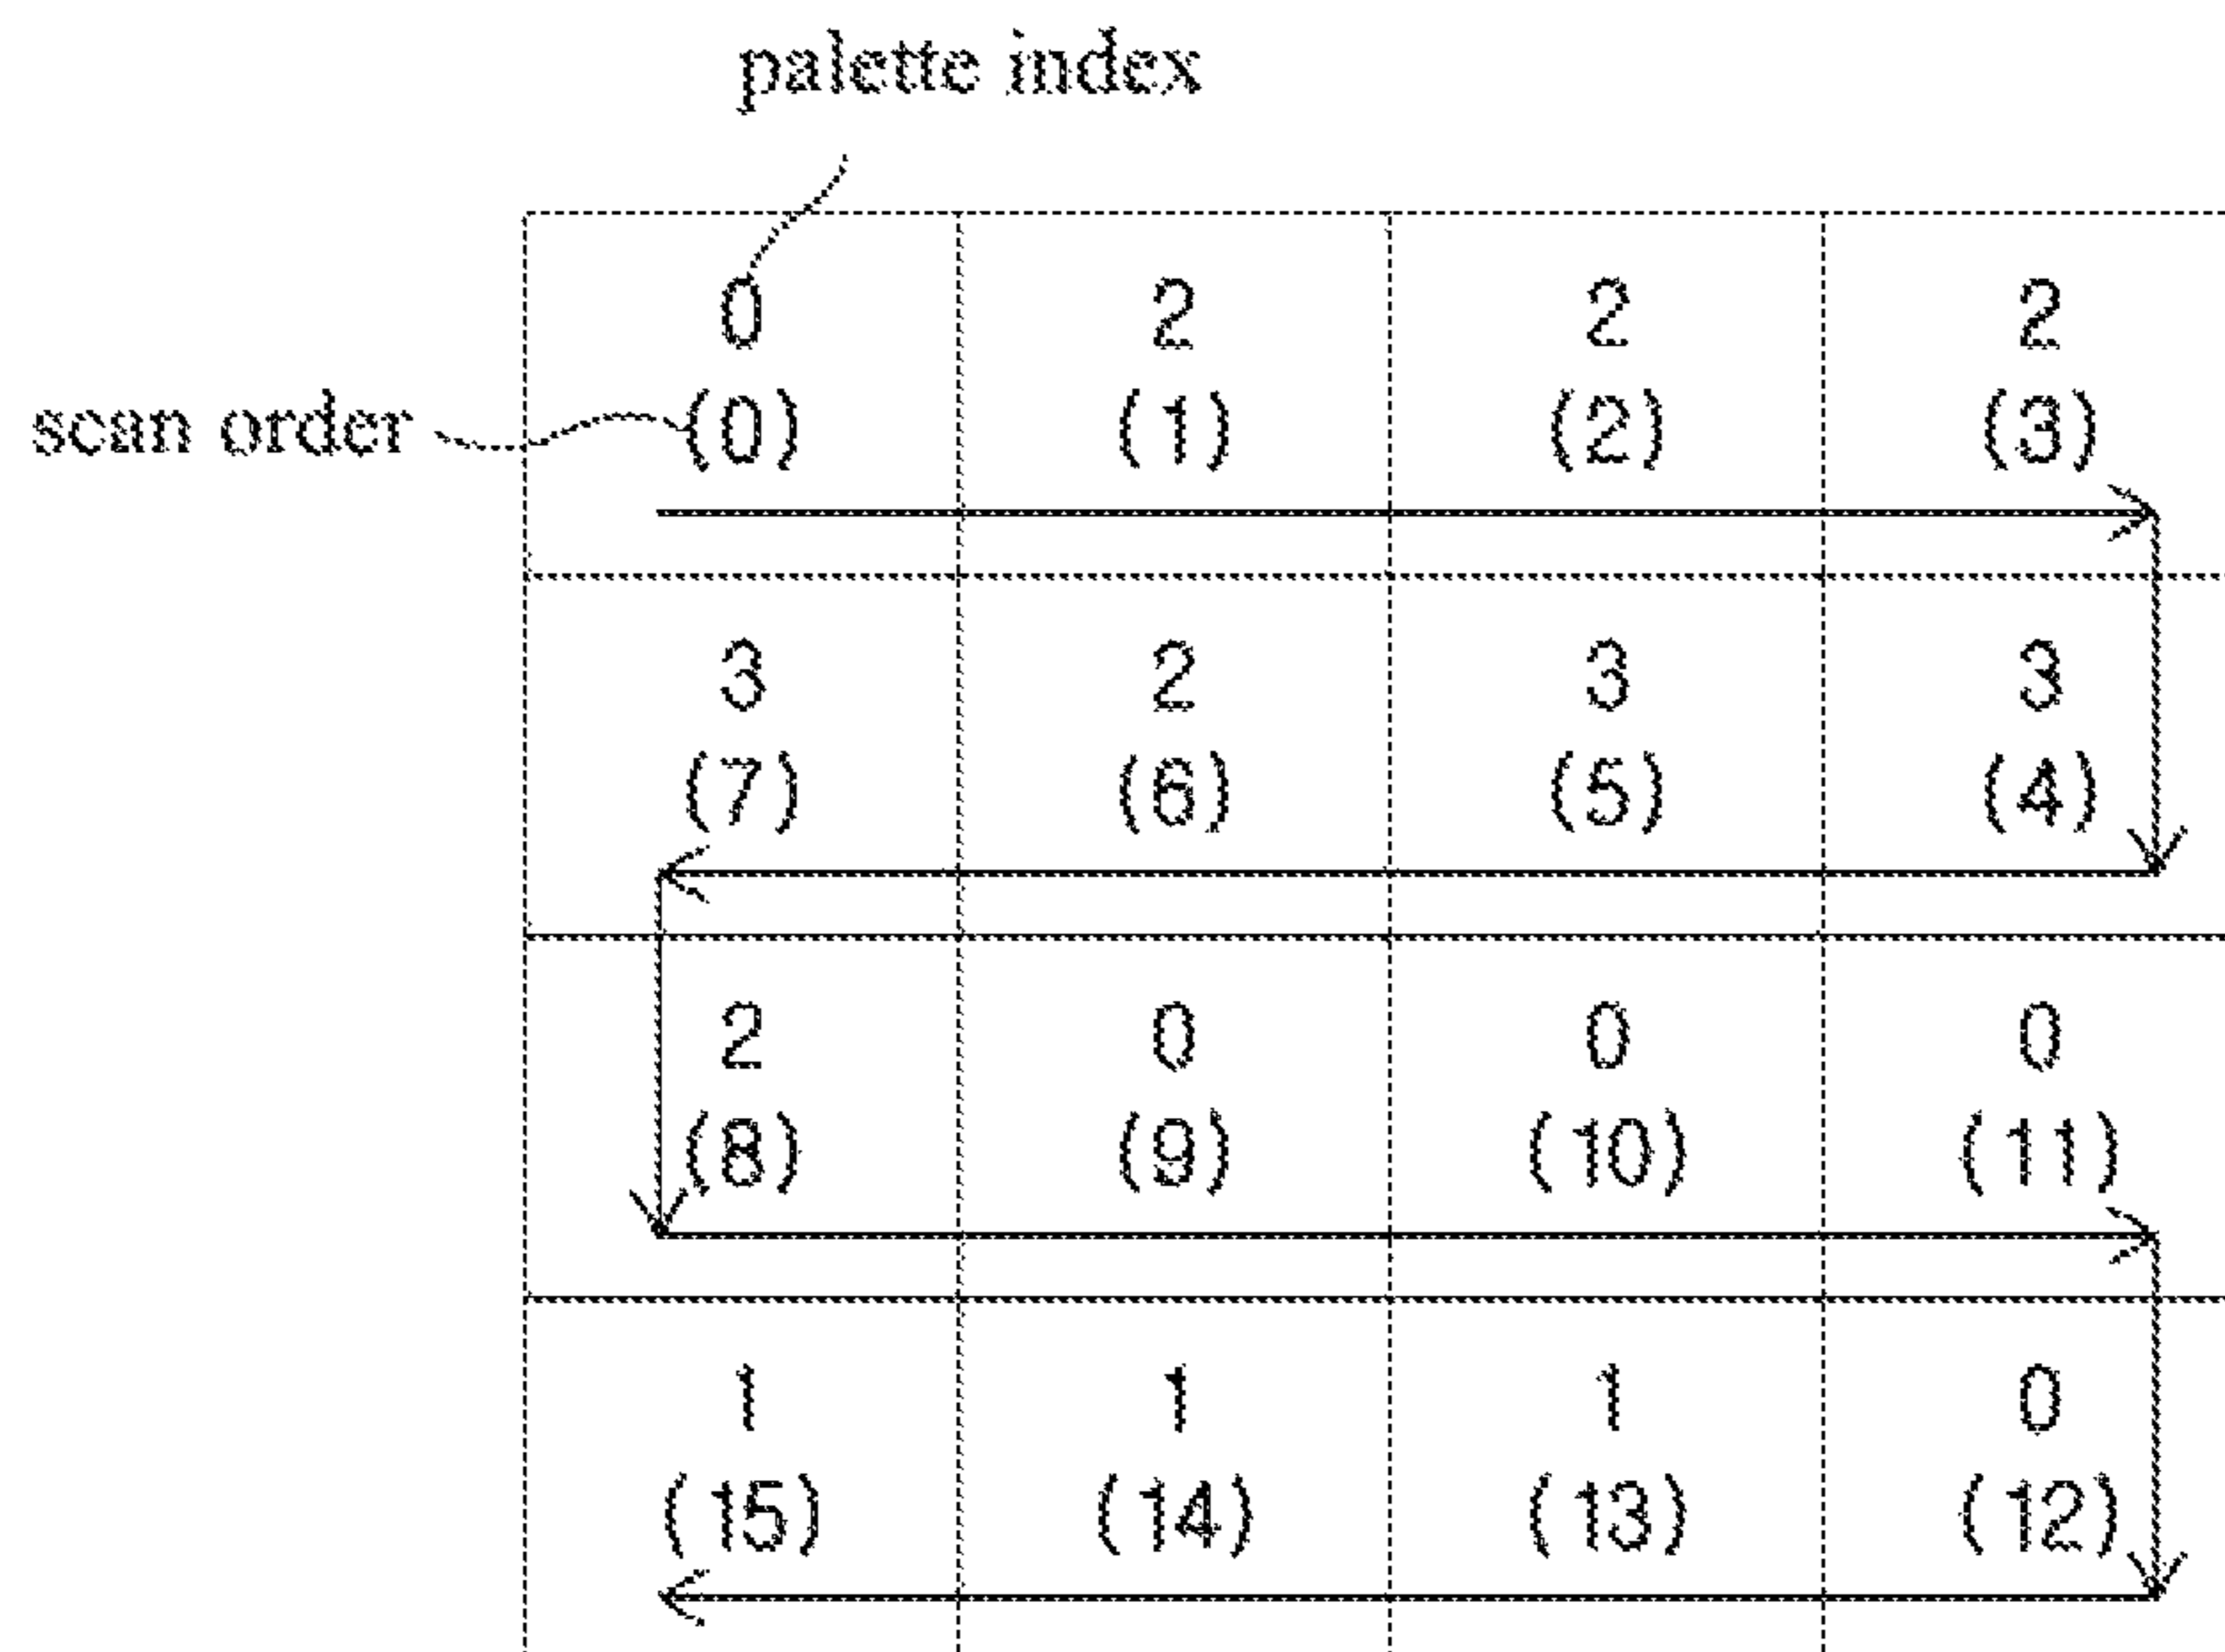 palette index
0 2 2 2
scan order (0) (1) (2) (3)
3 2 3 3
(7) (6) (5) (4)
2 0 0 0
(8) (9) (10) (11)
1 1 1 0
(15) (14) (13) (12)